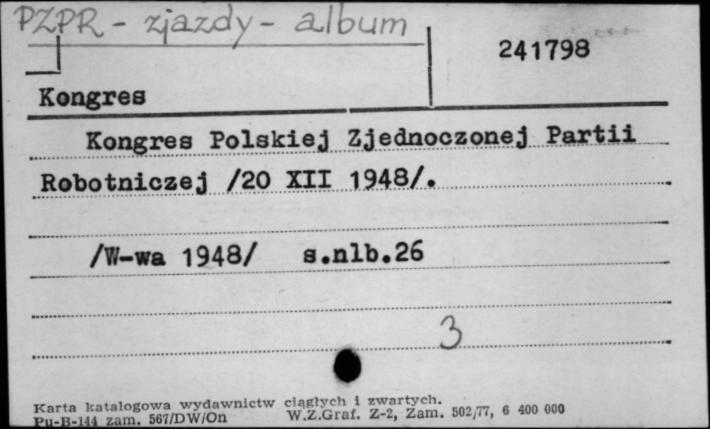 PZPR - zjazdy - album
241798
Kongres
Kongres Polskiej Zjednoczonej Partii
Robotniczej /20 XII 1948/.
/W-wa 1948/ s.nlb.26
3
Karta katalogowa wydawnictw ciągłych i zwartych.
Pu-B-144 zam. 567/DW/On W.Z.Graf. Z-2, Zam. 502/77, 6 400 000